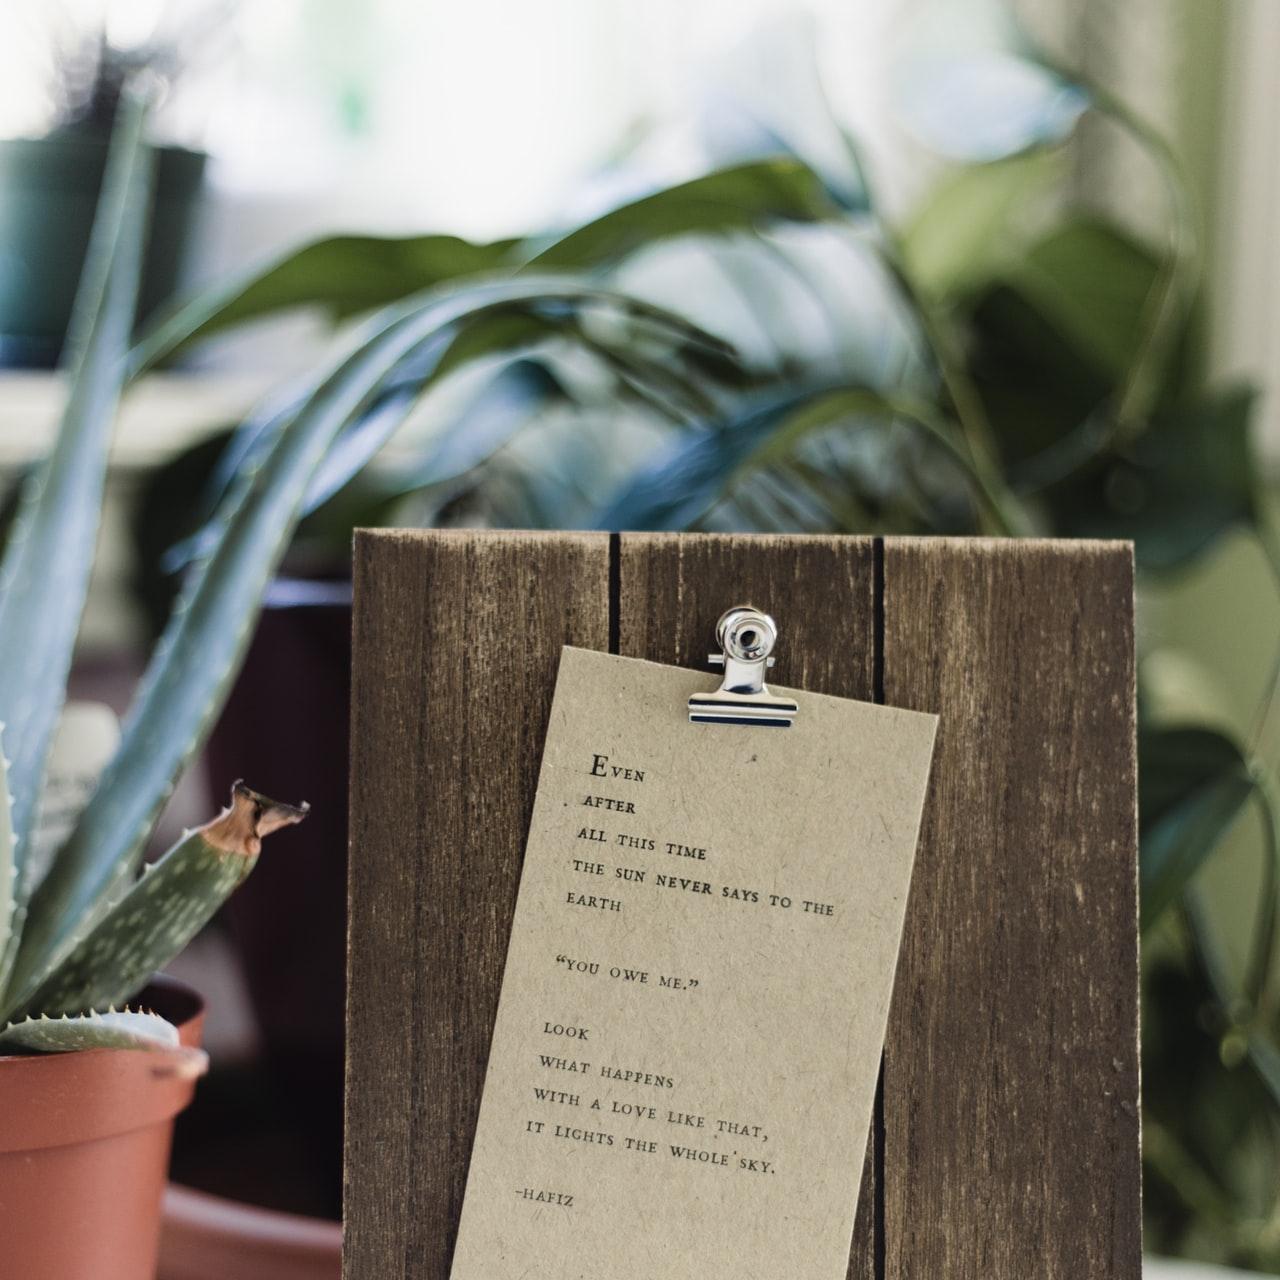 Even
after
all this time
the sun never says to the
earth
“you owe me.”
look
what happens
with a love like that,
it lights the whole sky.
-Hafiz